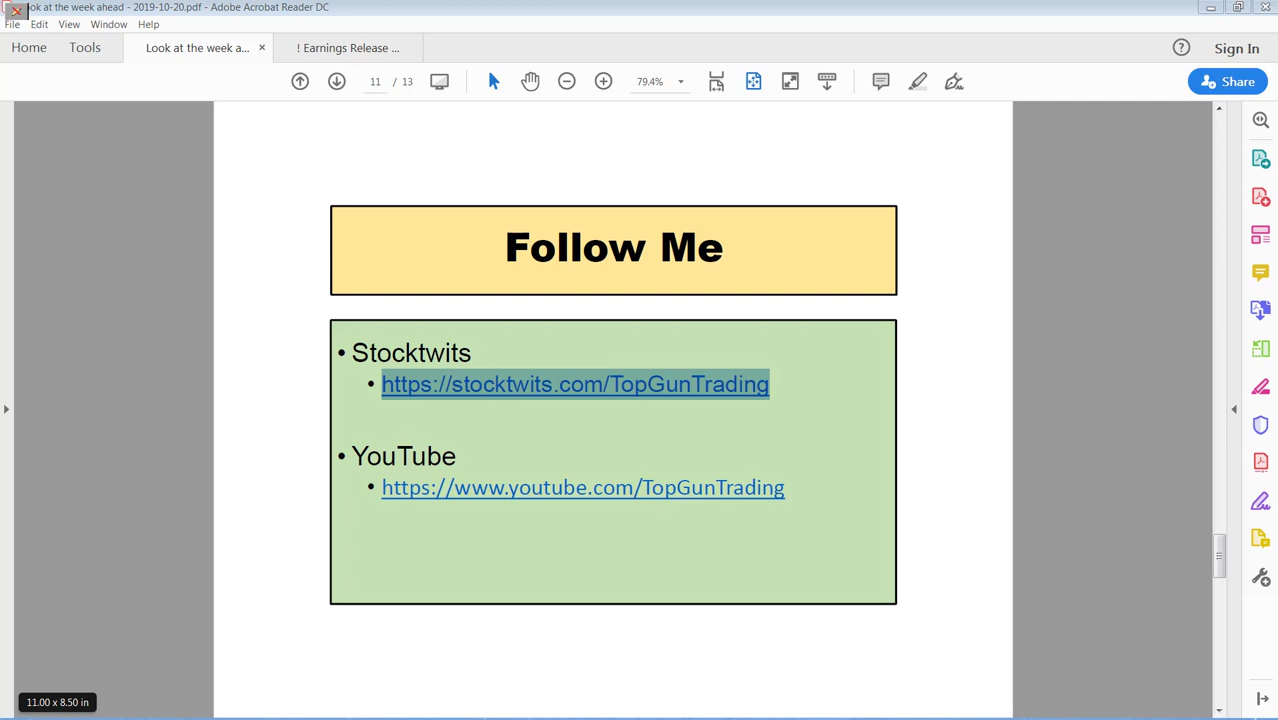 ook at the week ahead - 2019-10-20.pdf - Adobe Acrobat Reader DC
File Edit View Window Help
Home Tools Look at the week a... × ! Earnings Release ... Sign In
11 / 13 79.4% Share
Follow Me
• Stocktwits
• https://stocktwits.com/TopGunTrading
• YouTube
• https://www.youtube.com/TopGunTrading
11.00 x 8.50 in